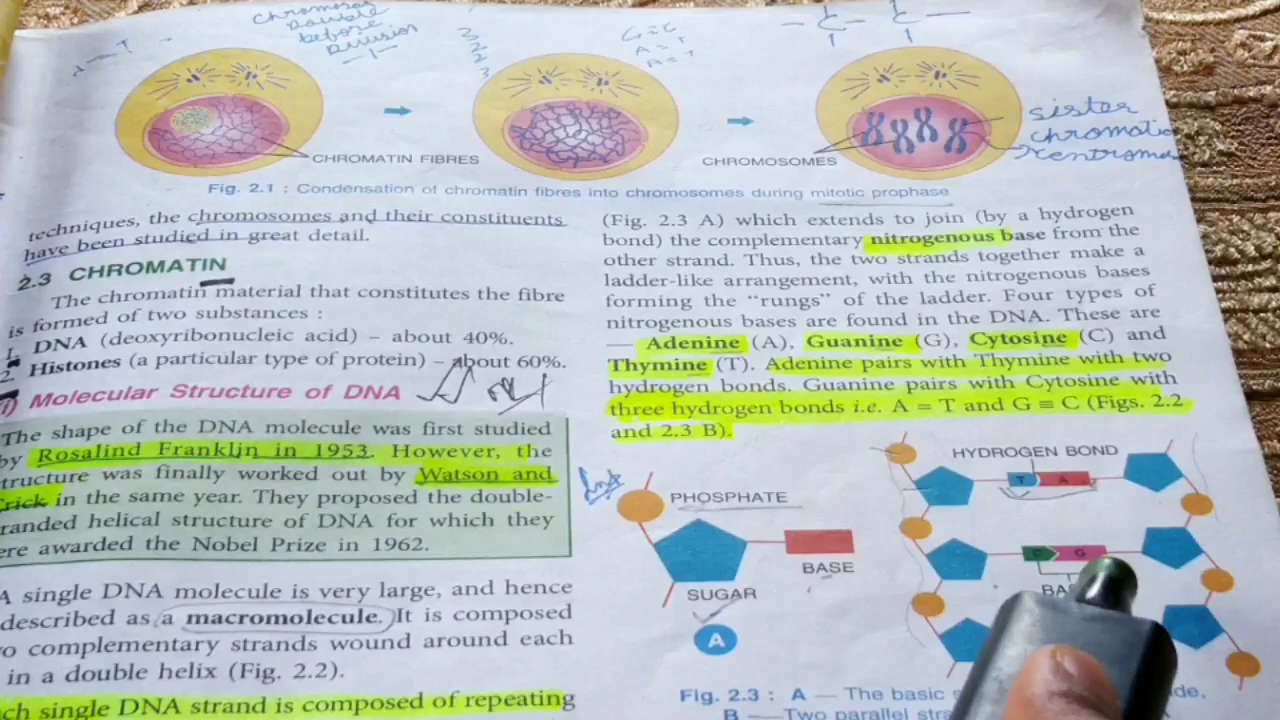 Chromosom
Double
before
Division
G≡C
A=T
A=T
-C-C-
CHROMATIN FIBRES
CHROMOSOMES
sister
chromatid
centrome
Fig. 2.1 : Condensation of chromatin fibres into chromosomes during mitotic prophase
techniques, the chromosomes and their constituents
have been studied in great detail.
2.3 CHROMATIN
The chromatin material that constitutes the fibre
is formed of two substances :
1. DNA (deoxyribonucleic acid) – about 40%.
2. Histones (a particular type of protein) – about 60%.
(i) Molecular Structure of DNA
The shape of the DNA molecule was first studied
by Rosalind Franklin in 1953. However, the
tructure was finally worked out by Watson and
Crick in the same year. They proposed the double-
randed helical structure of DNA for which they
ere awarded the Nobel Prize in 1962.
A single DNA molecule is very large, and hence
described as a macromolecule. It is composed
o complementary strands wound around each
in a double helix (Fig. 2.2).
ch single DNA strand is composed of repeating
(Fig. 2.3 A) which extends to join (by a hydrogen
bond) the complementary nitrogenous base from the
other strand. Thus, the two strands together make a
ladder-like arrangement, with the nitrogenous bases
forming the “rungs” of the ladder. Four types of
nitrogenous bases are found in the DNA. These are
— Adenine (A), Guanine (G), Cytosine (C) and
Thymine (T). Adenine pairs with Thymine with two
hydrogen bonds. Guanine pairs with Cytosine with
three hydrogen bonds i.e. A = T and G ≡ C (Figs. 2.2
and 2.3 B).
PHOSPHATE
BASE
SUGAR
A
HYDROGEN BOND
T A
C G
BA
Fig. 2.3 : A — The basic s de,
B — Two parallel stra